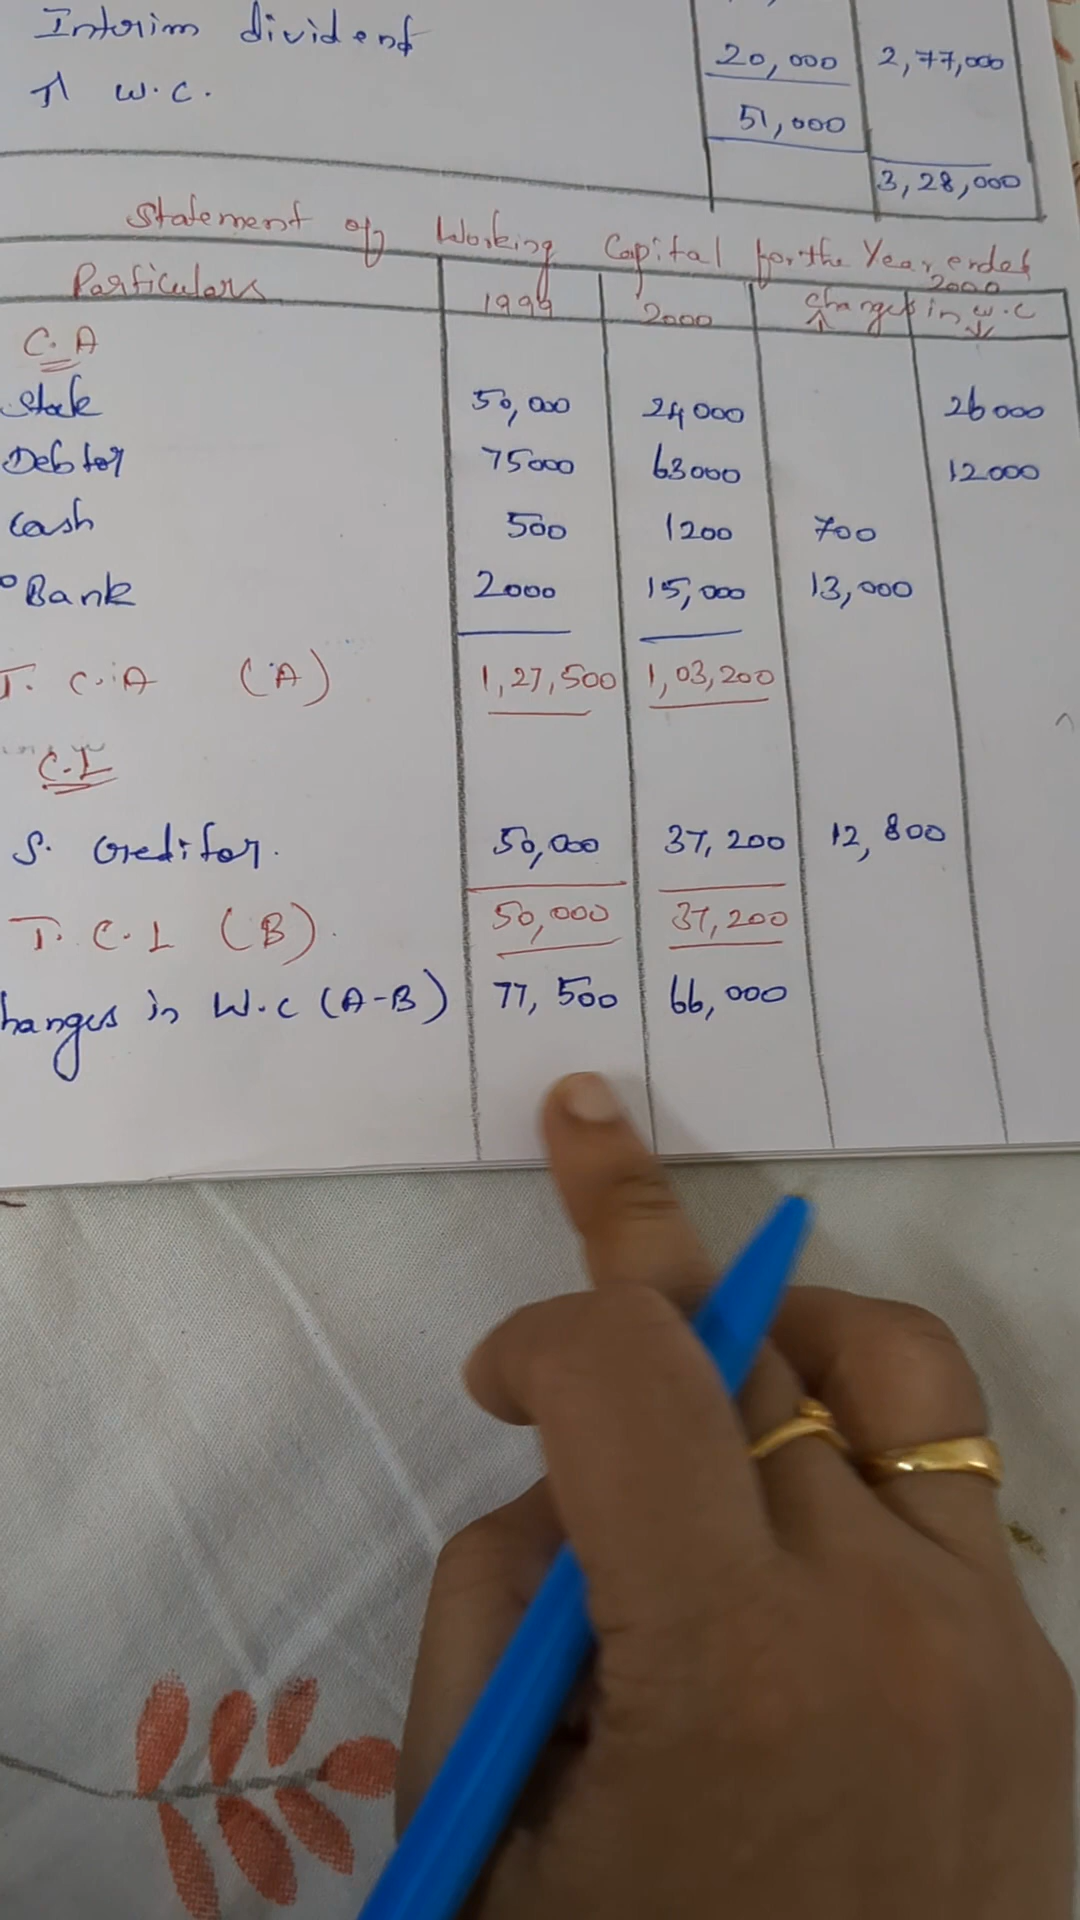 Interim divident 20,000 2,77,000
↑ W.C. 51,000
3,28,000
Statement of Working Capital for the Year ended 2000
Particulars 1999 2000 changes in W.C
↑ ↓
C.A
Stock 50,000 24000 26000
Debtor 75000 63000 12000
Cash 500 1200 700
Bank 2000 15,000 13,000
T. C.A (A) 1,27,500 1,03,200
C.L
S. Creditor. 50,000 37,200 12,800
T. C.L (B). 50,000 37,200
hanges in W.C (A-B) 77,500 66,000